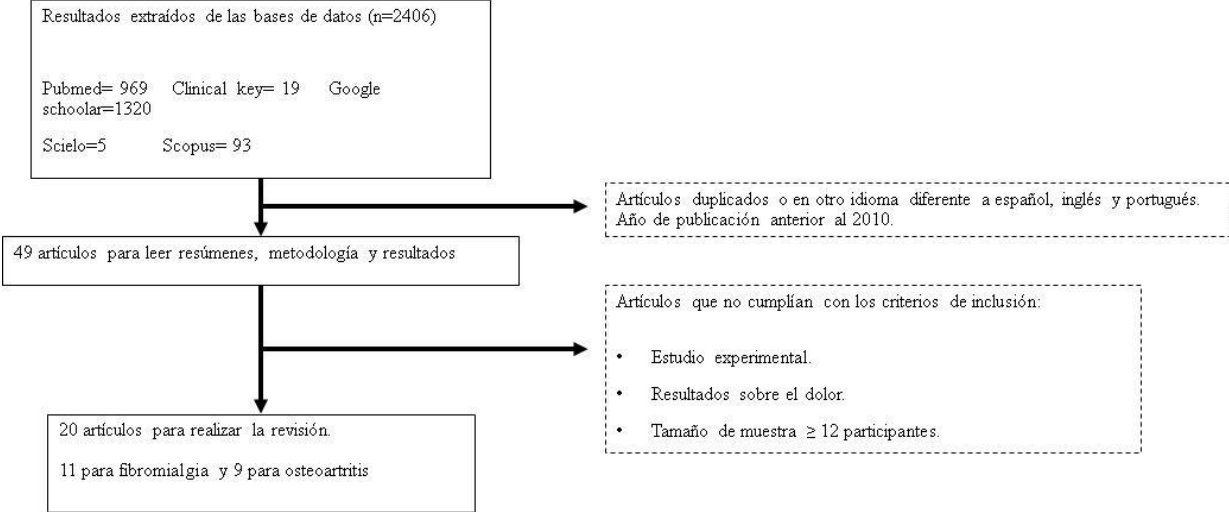 Resultados extraídos de las bases de datos (n=2406)
Pubmed= 969 Clinical key= 19 Google
schoolar=1320
Scielo=5 Scopus= 93
Artículos duplicados o en otro idioma diferente a español, inglés y portugués.
Año de publicación anterior al 2010.
49 artículos para leer resúmenes, metodología y resultados
Artículos que no cumplían con los criterios de inclusión:
• Estudio experimental.
• Resultados sobre el dolor.
• Tamaño de muestra ≥ 12 participantes.
20 artículos para realizar la revisión.
11 para fibromialgia y 9 para osteoartritis